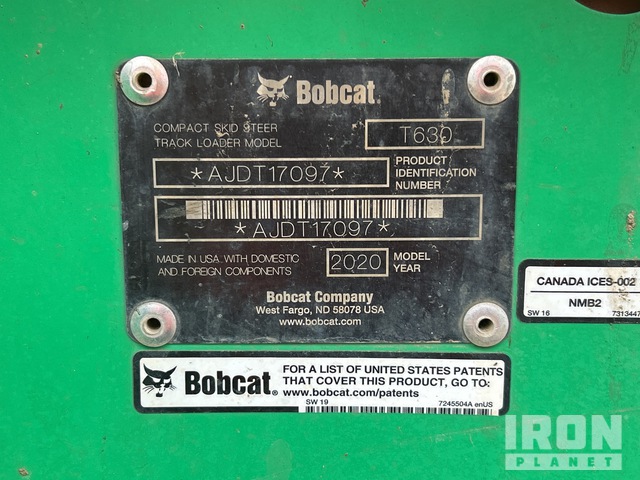 Bobcat.
COMPACT SKID STEER
TRACK LOADER MODEL
T630
*AJDT17097*
PRODUCT
IDENTIFICATION
NUMBER
*AJDT17097*
MADE IN USA WITH DOMESTIC
AND FOREIGN COMPONENTS
2020
MODEL
YEAR
Bobcat Company
West Fargo, ND 58078 USA
www.bobcat.com
CANADA ICES-002
NMB2
SW 16
7313447
Bobcat®
FOR A LIST OF UNITED STATES PATENTS
THAT COVER THIS PRODUCT, GO TO:
www.bobcat.com/patents
SW 19
7245504A enUS
IRON
PLANET